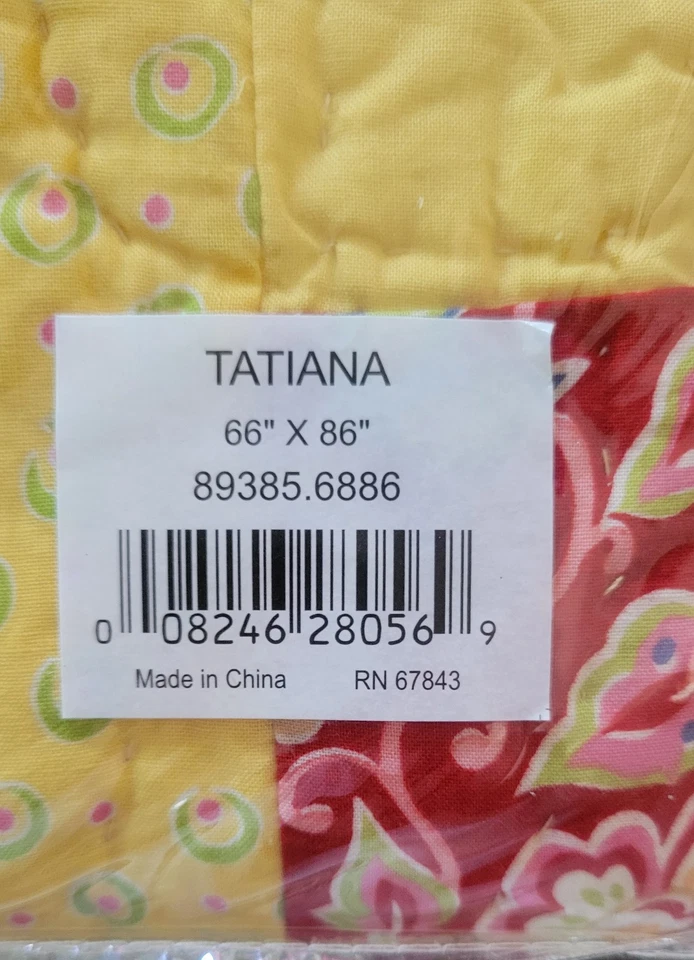 TATIANA
66" X 86"
89385.6886
0 08246 28056 9
Made in China RN 67843